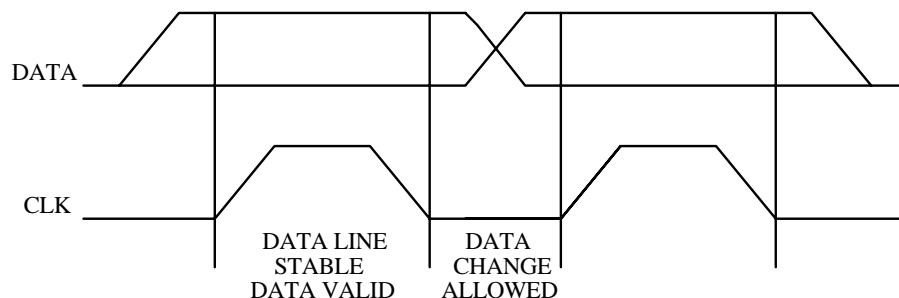 DATA
CLK
DATA LINE
STABLE
DATA VALID
DATA
CHANGE
ALLOWED